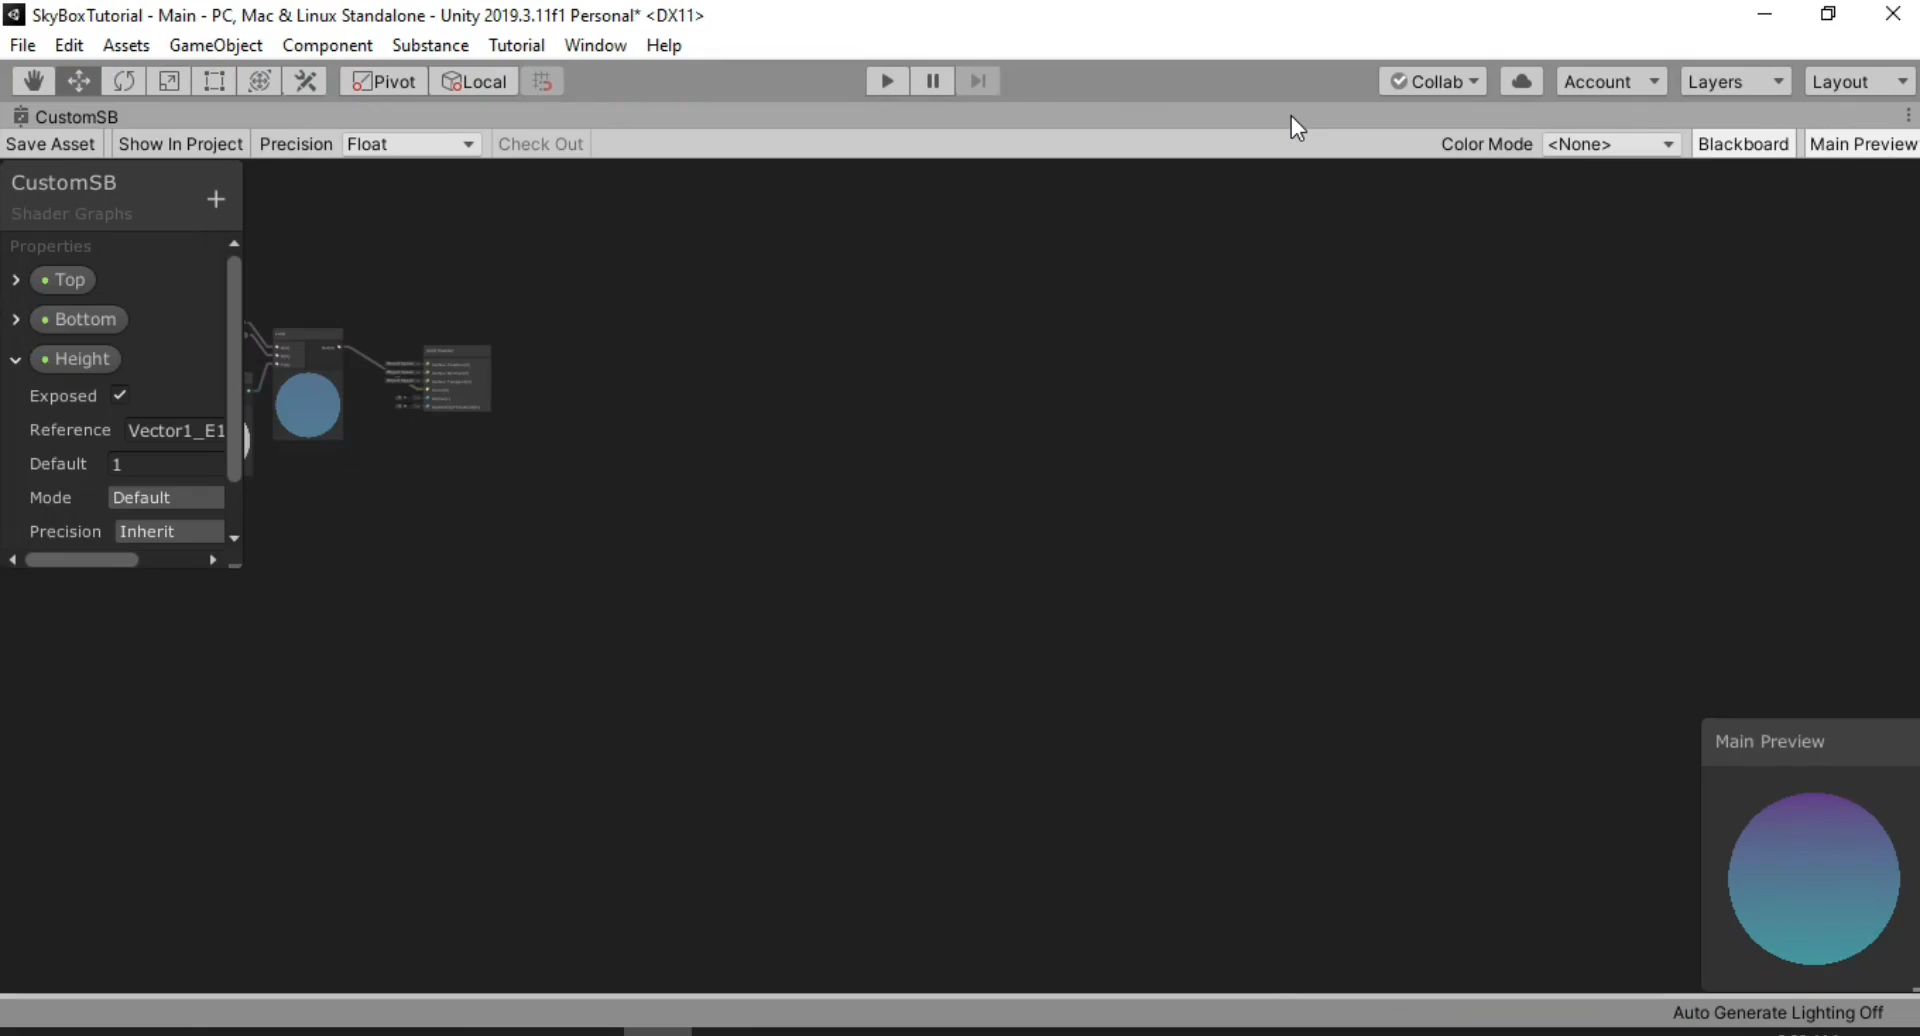 SkyBoxTutorial - Main - PC, Mac & Linux Standalone - Unity 2019.3.11f1 Personal* <DX11>
File Edit Assets GameObject Component Substance Tutorial Window Help
Pivot Local Collab Account Layers Layout
CustomSB
Save Asset Show In Project Precision Float Check Out Color Mode <None> Blackboard Main Preview
CustomSB
Shader Graphs
Properties
Top
Bottom
Height
Exposed
Reference Vector1_E1
Default 1
Mode Default
Precision Inherit
Main Preview
Auto Generate Lighting Off